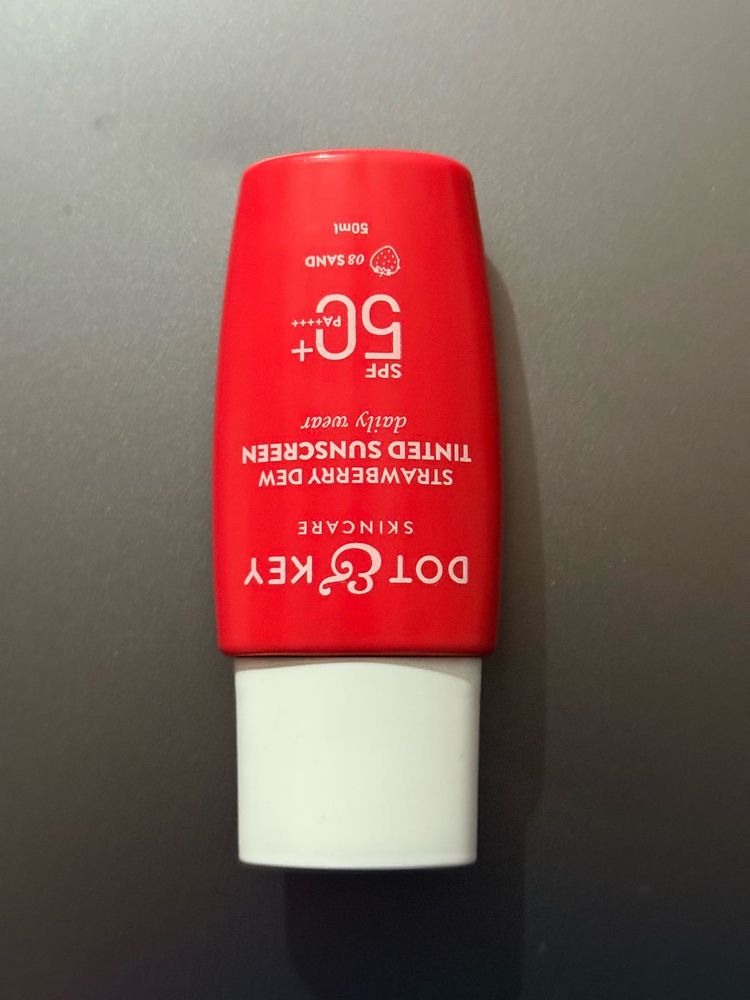 DOT & KEY
SKINCARE
STRAWBERRY DEW
TINTED SUNSCREEN
daily wear
SPF
50+
PA++++
08 SAND
50ml